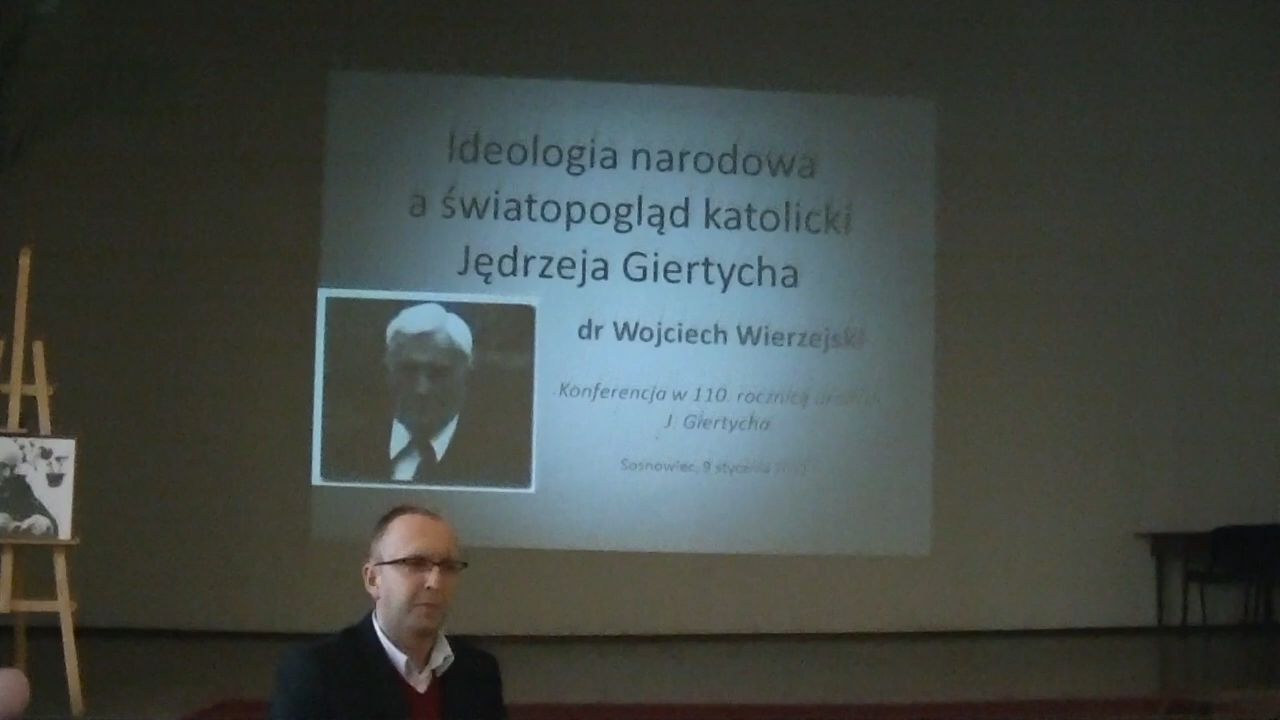 Ideologia narodowa
a światopogląd katolicki
Jędrzeja Giertycha
dr Wojciech Wierzejski
Konferencja w 110. rocznicę
J. Giertycha
Sosnowiec, 9 stycznia